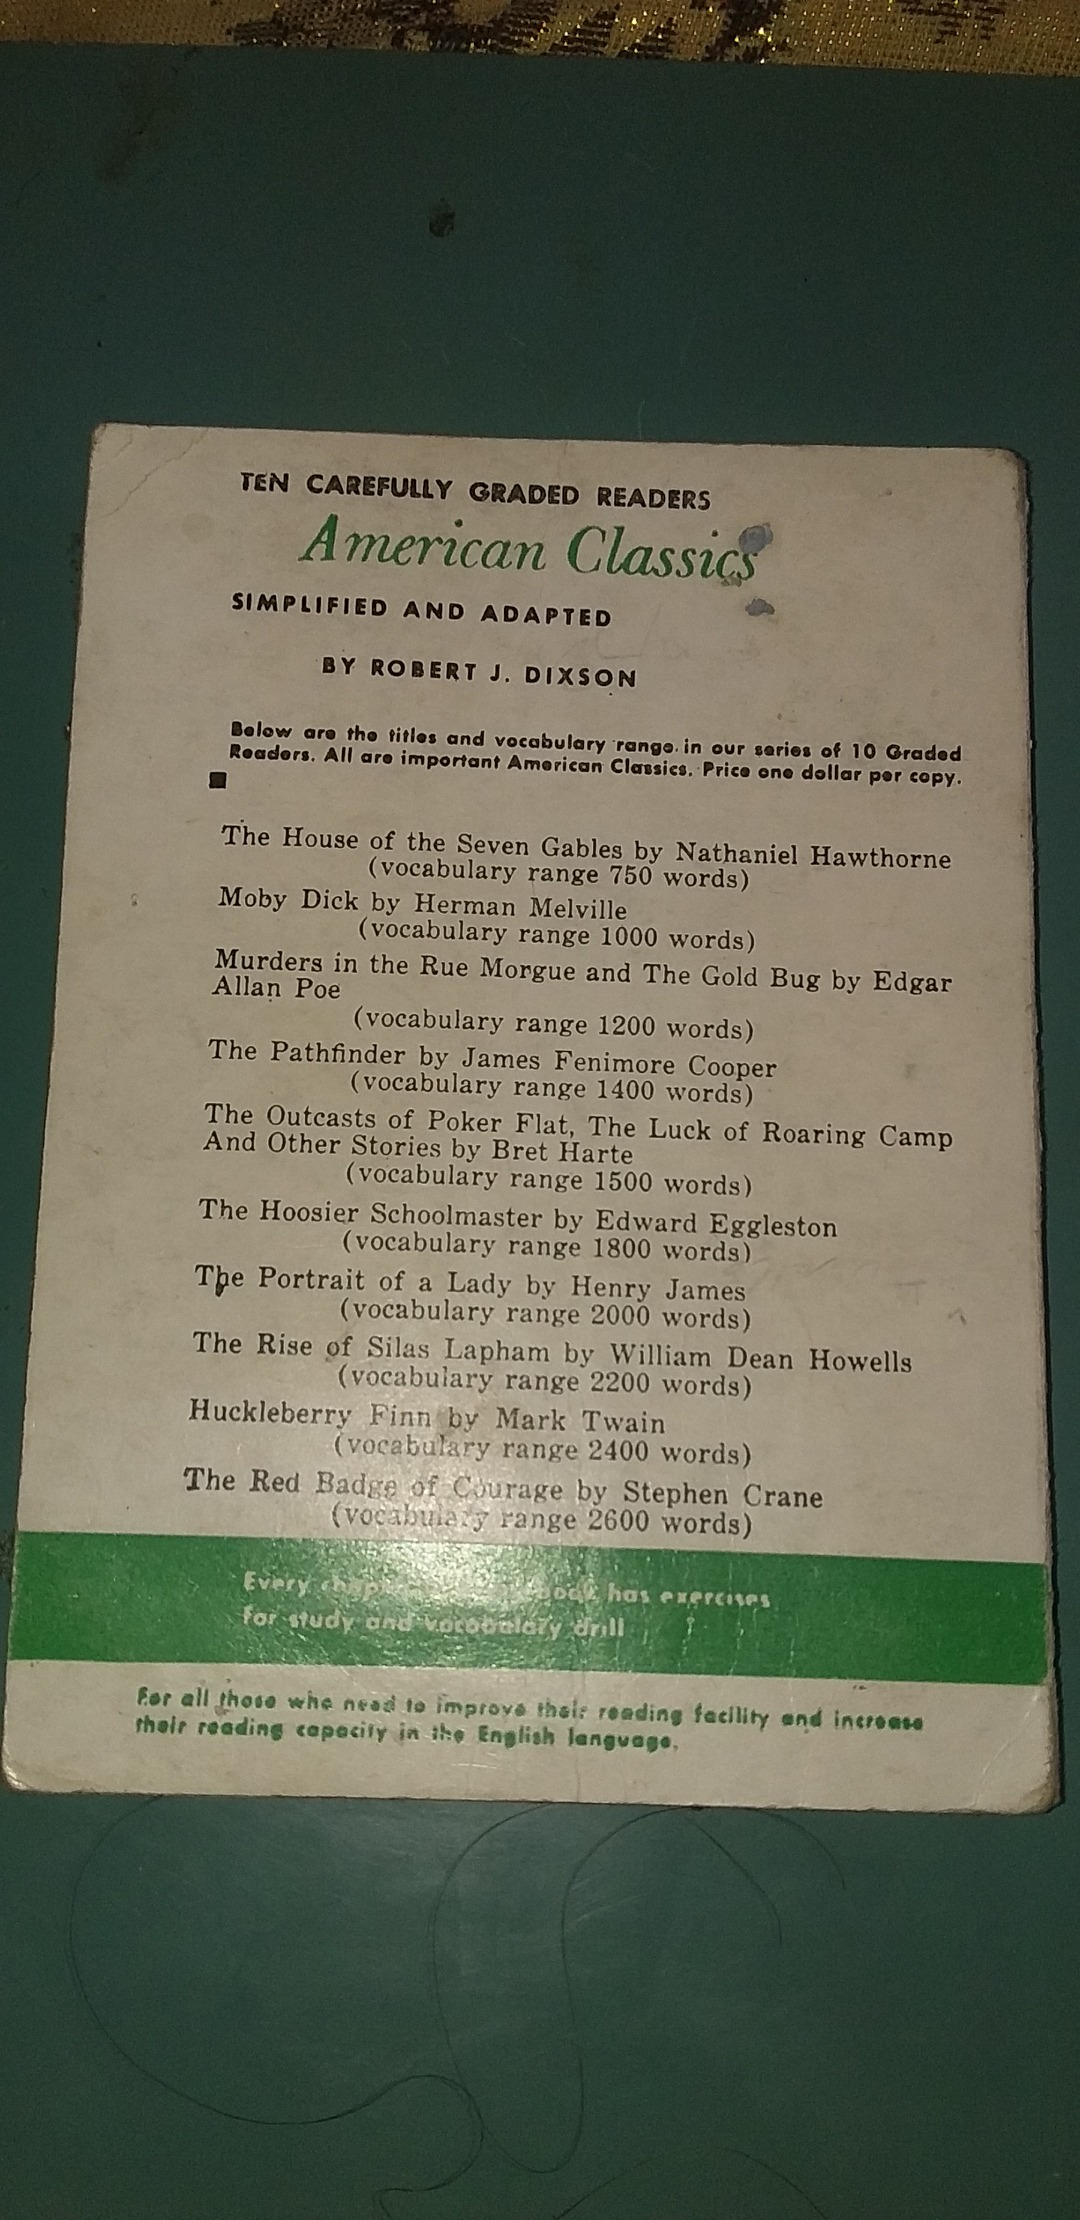 TEN CAREFULLY GRADED READERS
American Classics
SIMPLIFIED AND ADAPTED
BY ROBERT J. DIXSON
Below are the titles and vocabulary range in our series of 10 Graded
Readers. All are important American Classics. Price one dollar per copy.
The House of the Seven Gables by Nathaniel Hawthorne
(vocabulary range 750 words)
Moby Dick by Herman Melville
(vocabulary range 1000 words)
Murders in the Rue Morgue and The Gold Bug by Edgar
Allan Poe
(vocabulary range 1200 words)
The Pathfinder by James Fenimore Cooper
(vocabulary range 1400 words)
The Outcasts of Poker Flat, The Luck of Roaring Camp
And Other Stories by Bret Harte
(vocabulary range 1500 words)
The Hoosier Schoolmaster by Edward Eggleston
(vocabulary range 1800 words)
The Portrait of a Lady by Henry James
(vocabulary range 2000 words)
The Rise of Silas Lapham by William Dean Howells
(vocabulary range 2200 words)
Huckleberry Finn by Mark Twain
(vocabulary range 2400 words)
The Red Badge of Courage by Stephen Crane
(vocabulary range 2600 words)
Every book has exercises
for study and vocabulary drill
For all those who need to improve their reading facility and increase
their reading capacity in the English language.